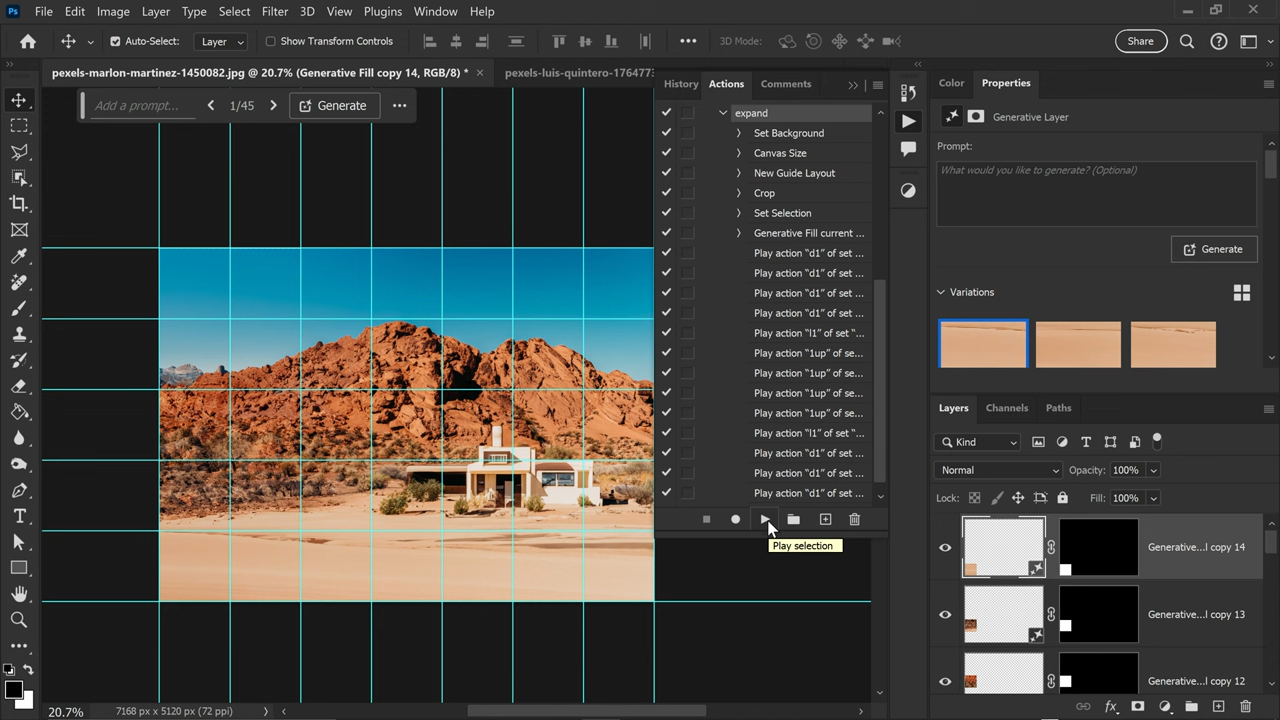 Ps File Edit Image Layer Type Select Filter 3D View Plugins Window Help
Auto-Select: Layer Show Transform Controls 3D Mode: Share
pexels-marlon-martinez-1450082.jpg @ 20.7% (Generative Fill copy 14, RGB/8) *
pexels-luis-quintero-1764773
Add a prompt... 1/45 Generate
History Actions Comments
expand
Set Background
Canvas Size
New Guide Layout
Crop
Set Selection
Generative Fill current ...
Play action “d1” of set ...
Play action “d1” of set ...
Play action “d1” of set ...
Play action “d1” of set ...
Play action “l1” of set “...
Play action “1up” of se...
Play action “1up” of se...
Play action “1up” of se...
Play action “1up” of se...
Play action “l1” of set “...
Play action “d1” of set ...
Play action “d1” of set ...
Play action “d1” of set ...
Play selection
Color Properties
Generative Layer
Prompt:
What would you like to generate? (Optional)
Generate
Variations
Layers Channels Paths
Kind
Normal Opacity: 100%
Lock: Fill: 100%
Generative...l copy 14
Generative...l copy 13
Generative...l copy 12
20.7% 7168 px x 5120 px (72 ppi)